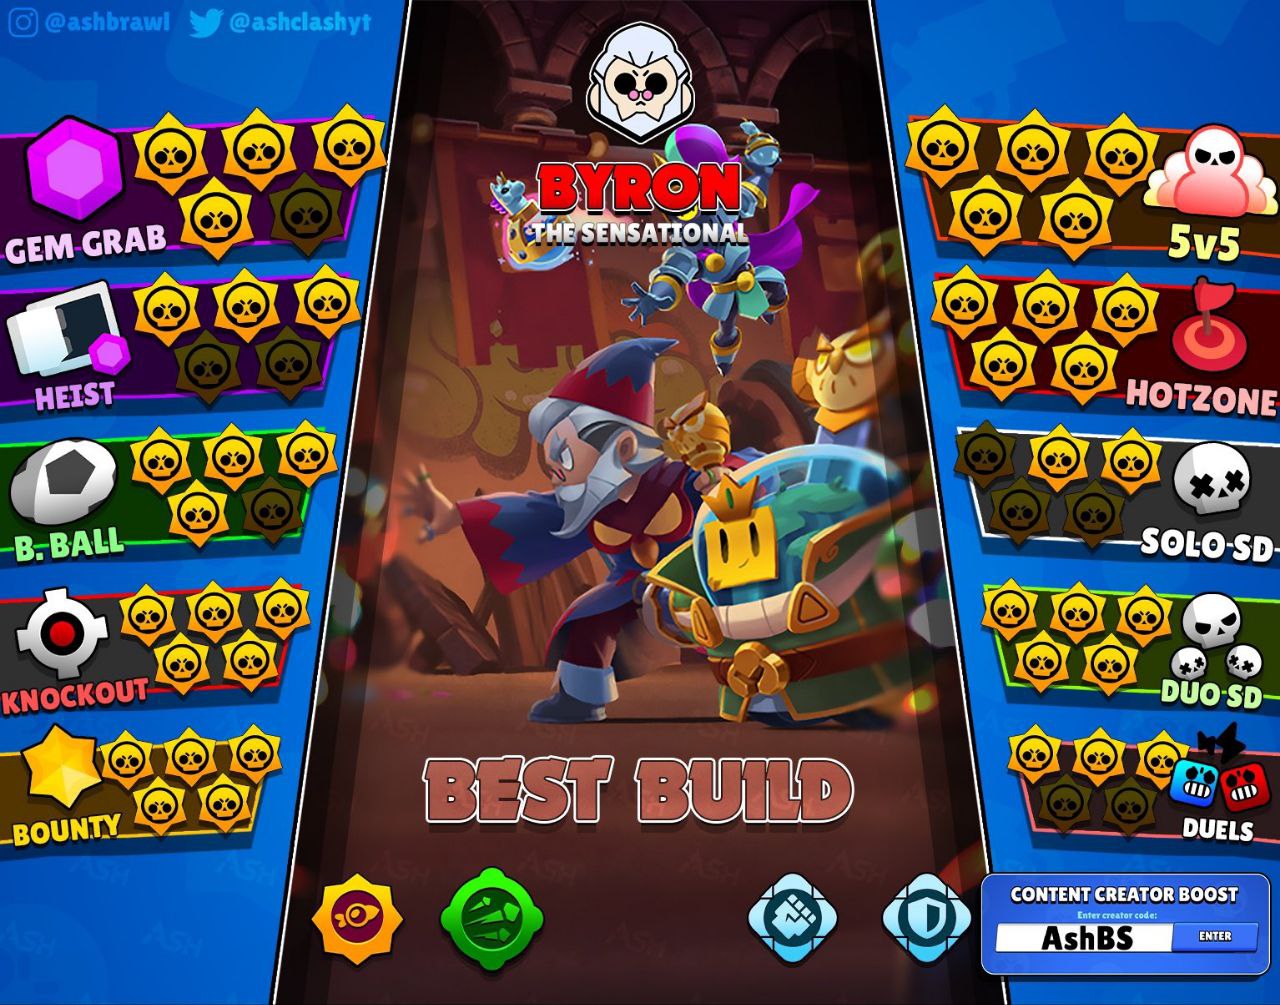 @ashbrawl @ashclashyt
BYRON
THE SENSATIONAL
GEM GRAB
HEIST
B. BALL
KNOCKOUT
BOUNTY
5v5
HOTZONE
SOLO SD
DUO SD
DUELS
BEST BUILD
CONTENT CREATOR BOOST
Enter creator code:
AshBS
ENTER